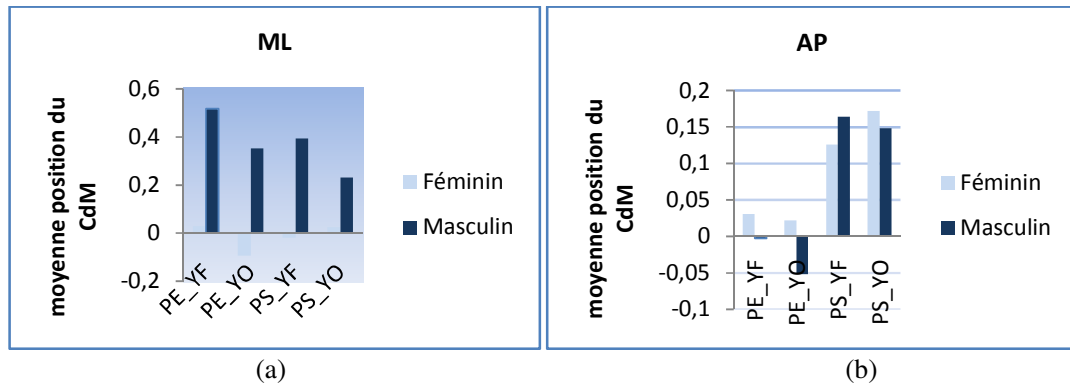 ML
moyenne position du
CdM
0,6
0,4
0,2
0
-0,2
PE_YF
PE_YO
PS_YF
PS_YO
Féminin
Masculin
(a)
AP
moyenne position du
CdM
0,2
0,15
0,1
0,05
0
-0,05
-0,1
PE_YF
PE_YO
PS_YF
PS_YO
Féminin
Masculin
(b)